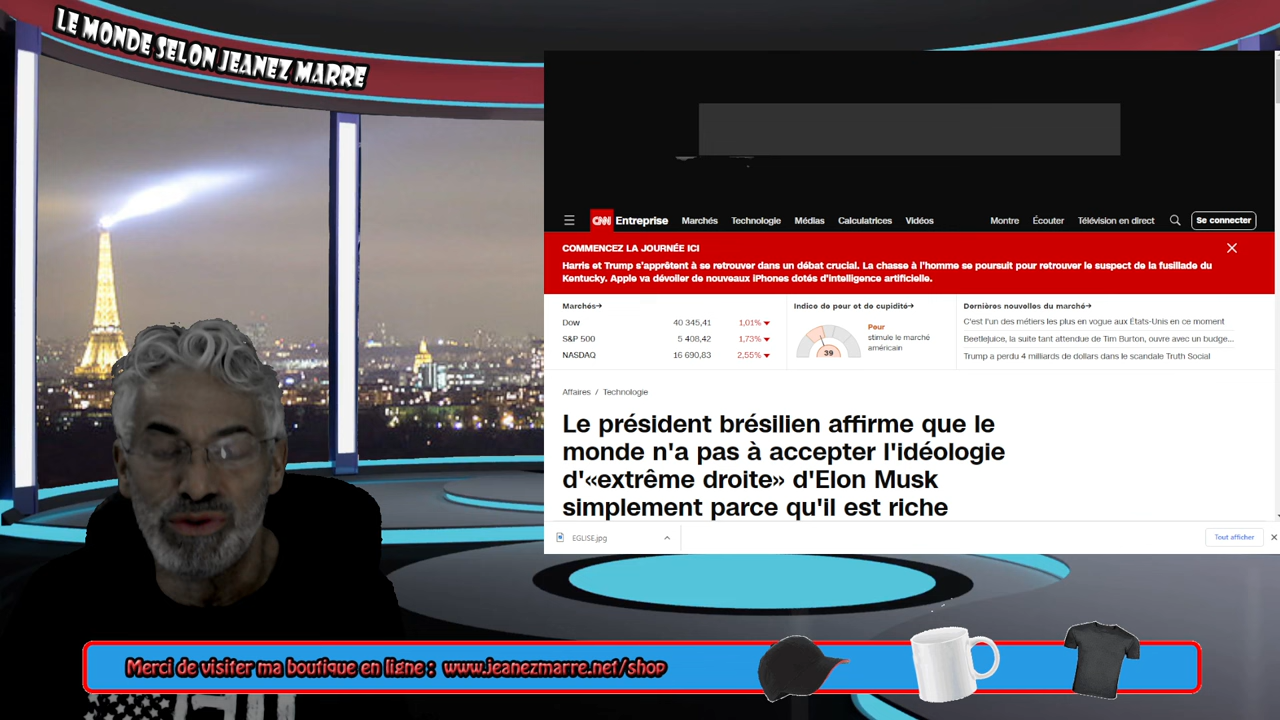 LE MONDE SELON JEANEZ MARRE
CNN Entreprise Marchés Technologie Médias Calculatrices Vidéos Montre Écouter Télévision en direct Se connecter
COMMENCEZ LA JOURNÉE ICI
Harris et Trump s'apprêtent à se retrouver dans un débat crucial. La chasse à l'homme se poursuit pour retrouver le suspect de la fusillade du
Kentucky. Apple va dévoiler de nouveaux iPhones dotés d'intelligence artificielle.
Marchés→
Dow 40 345,41 1,01%
S&P 500 5 408,42 1,73%
NASDAQ 16 690,83 2,55%
Indice de peur et de cupidité→
39
Peur
stimule le marché
américain
Dernières nouvelles du marché→
C'est l'un des métiers les plus en vogue aux États-Unis en ce moment
Beetlejuice, la suite tant attendue de Tim Burton, ouvre avec un budge...
Trump a perdu 4 milliards de dollars dans le scandale Truth Social
Affaires / Technologie
Le président brésilien affirme que le
monde n'a pas à accepter l'idéologie
d'«extrême droite» d'Elon Musk
simplement parce qu'il est riche
EGLISE.jpg
Tout afficher
Merci de visiter ma boutique en ligne : www.jeanezmarre.net/shop